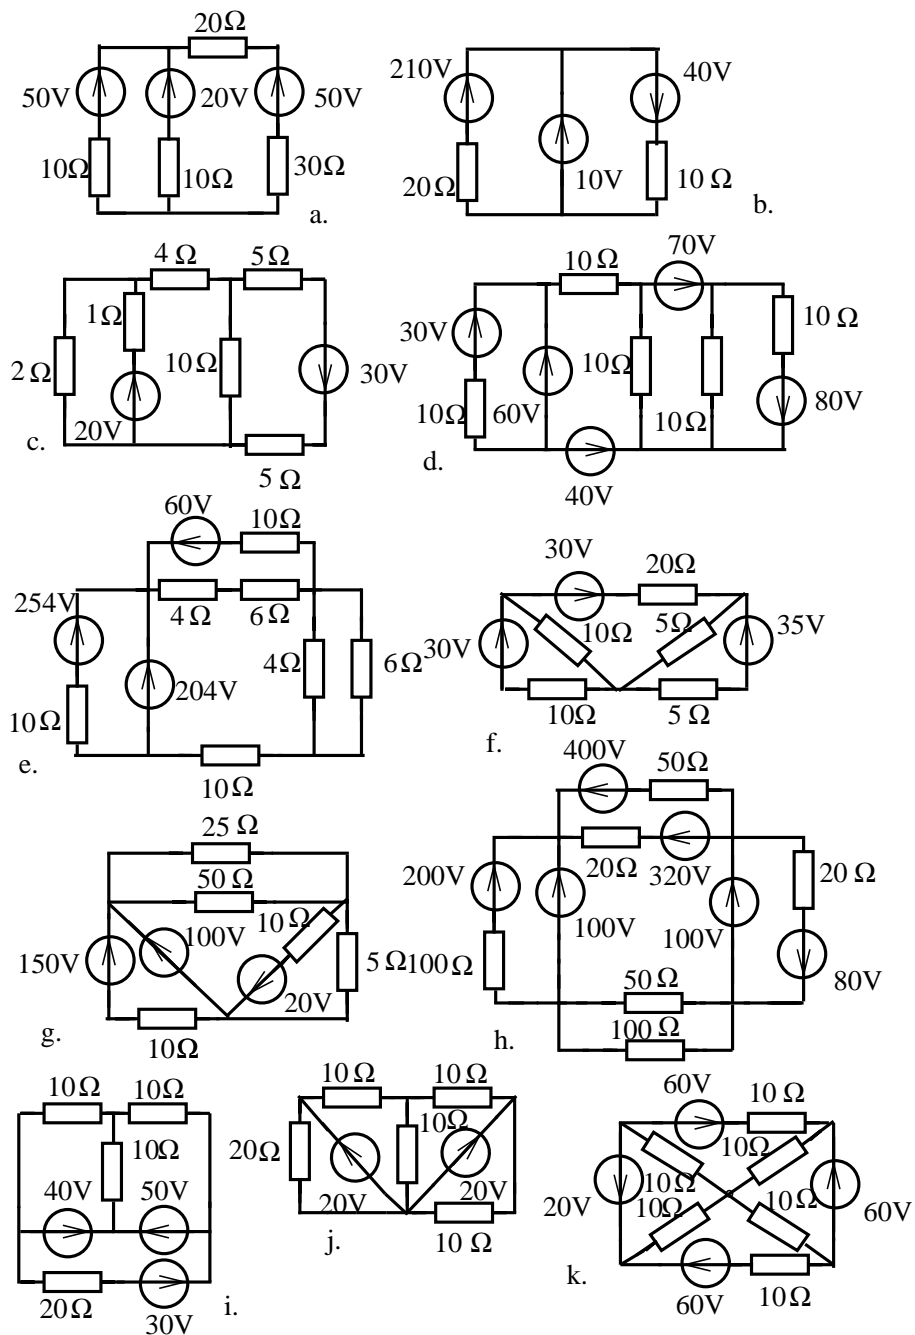 20Ω
50V 20V 50V
10Ω 10Ω 30Ω
a.
210V 40V
10V
20Ω 10 Ω
b.
4 Ω 5 Ω
1Ω
2 Ω 10Ω 30V
20V
c.
5 Ω
70V
10 Ω
30V 10 Ω
10Ω
10Ω 60V 10 Ω 80V
d.
40V
60V 10Ω
254V
4Ω 6Ω
4Ω 6Ω
204V
10Ω
e.
10Ω
30V 20Ω
10Ω 5Ω 35V
30V
10Ω 5 Ω
f.
25 Ω
50 Ω
10 Ω
100V
150V 5 Ω
20V
g.
10Ω
400V 50Ω
20Ω 320V
200V 20 Ω
100V 100V
100Ω 50 Ω 80V
100 Ω
h.
10Ω 10Ω
10Ω
40V 50V
20Ω 30V
i.
10 Ω 10 Ω
10Ω
20Ω
20V 20V
10 Ω
j.
60V 10 Ω
10Ω
10Ω
20V 10Ω 10Ω 60V
60V 10Ω
k.